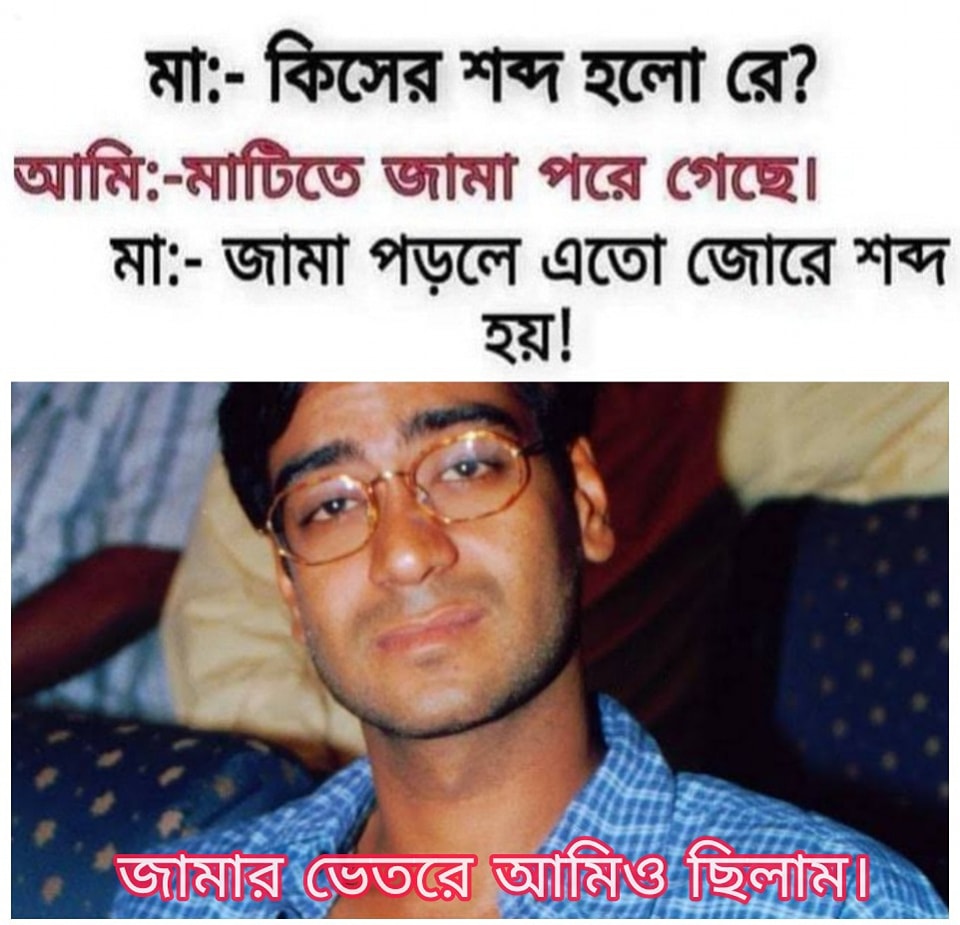 মা:- কিসের শব্দ হলো রে?
আমি:-মাটিতে জামা পরে গেছে।
মা:- জামা পড়লে এতো জোরে শব্দ
হয়!
জামার ভেতরে আমিও ছিলাম।